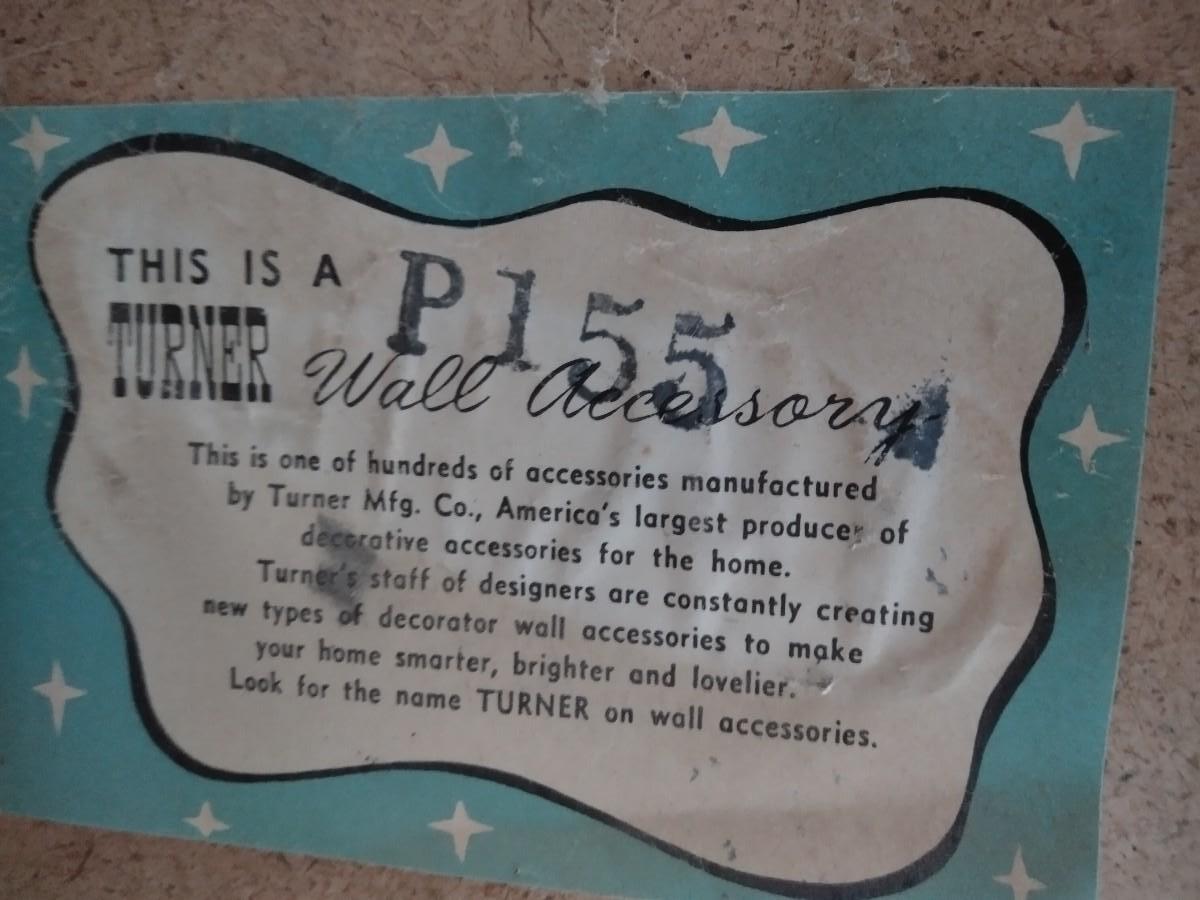 THIS IS A P155
TURNER Wall Accessory
This is one of hundreds of accessories manufactured
by Turner Mfg. Co., America's largest producer of
decorative accessories for the home.
Turner's staff of designers are constantly creating
new types of decorator wall accessories to make
your home smarter, brighter and lovelier.
Look for the name TURNER on wall accessories.